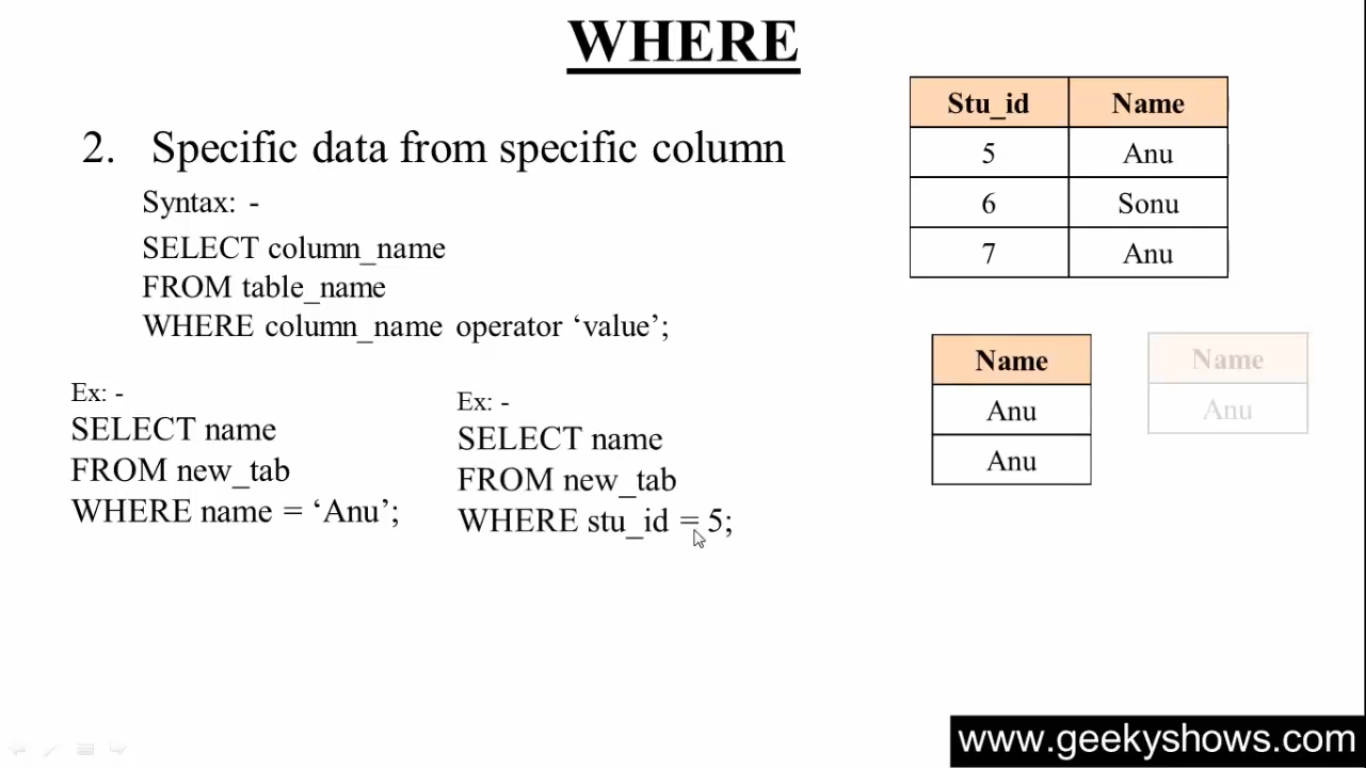 WHERE
2. Specific data from specific column
Syntax: -
SELECT column_name
FROM table_name
WHERE column_name operator ‘value’;
Ex: -
SELECT name
FROM new_tab
WHERE name = ‘Anu’;
Ex: -
SELECT name
FROM new_tab
WHERE stu_id = 5;
Stu_id Name
5 Anu
6 Sonu
7 Anu
Name
Anu
Anu
Name
Anu
www.geekyshows.com